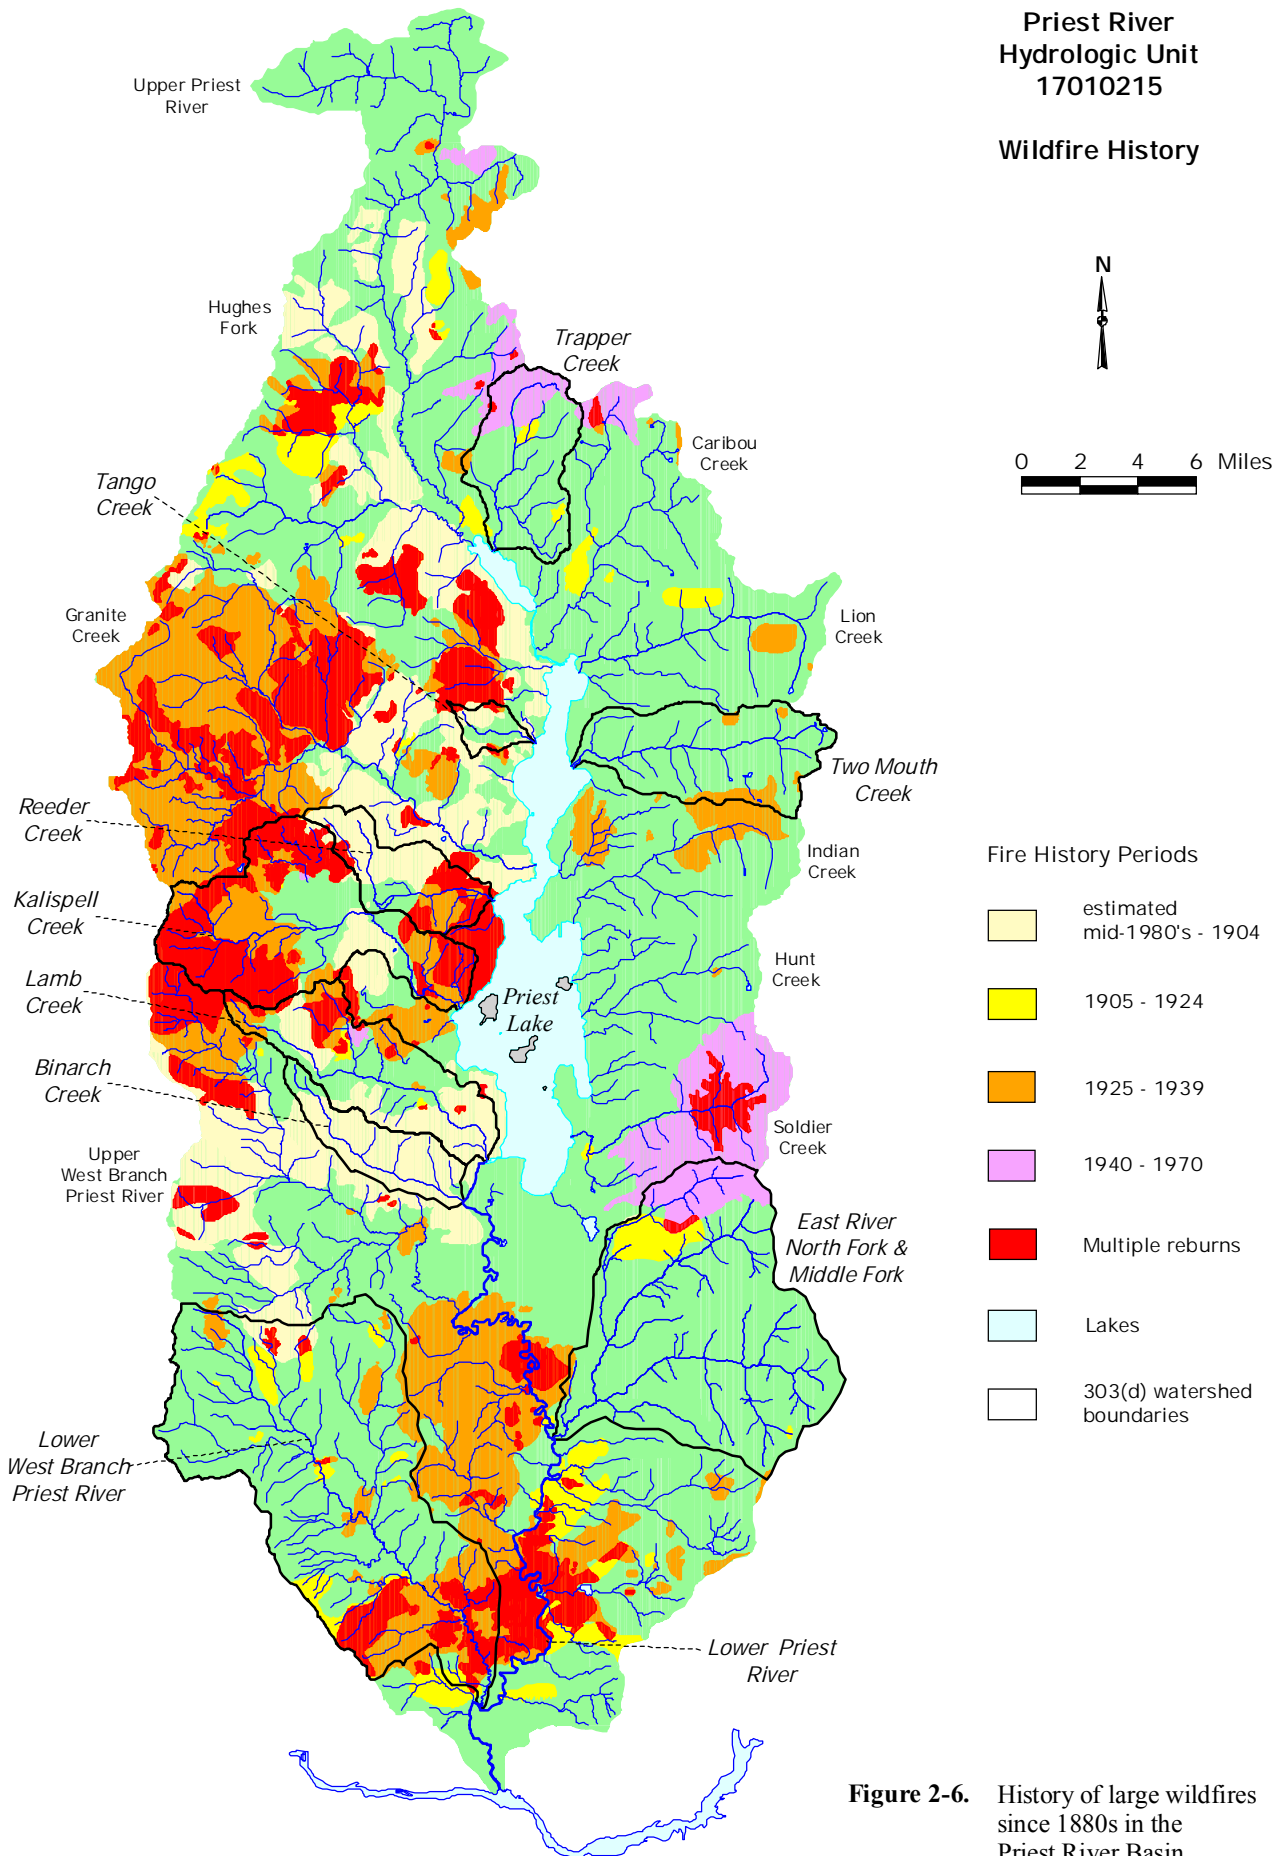 Priest River
Hydrologic Unit
17010215
Wildfire History
N
0 2 4 6 Miles
Upper Priest
River
Hughes
Fork
Trapper
Creek
Caribou
Creek
Tango
Creek
Granite
Creek
Lion
Creek
Two Mouth
Creek
Reeder
Creek
Indian
Creek
Kalispell
Creek
Hunt
Creek
Lamb
Creek
Priest
Lake
Binarch
Creek
Soldier
Creek
Upper
West Branch
Priest River
East River
North Fork &
Middle Fork
Lower
West Branch
Priest River
Lower Priest
River
Fire History Periods
estimated
mid-1980's - 1904
1905 - 1924
1925 - 1939
1940 - 1970
Multiple reburns
Lakes
303(d) watershed
boundaries
Figure 2-6. History of large wildfires
since 1880s in the
Priest River Basin